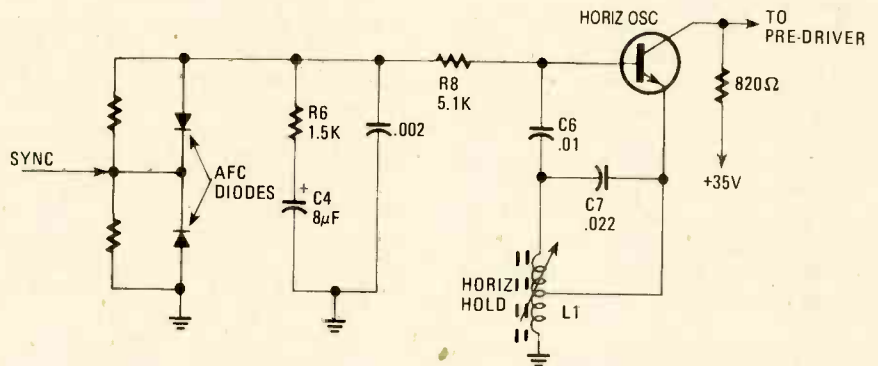 HORIZ OSC
TO
PRE-DRIVER
R8
5.1K
820Ω
R6
1.5K
.002
C6
.01
SYNC
AFC
DIODES
+
C4
8µF
C7
.022
+35V
HORIZ
HOLD
L1